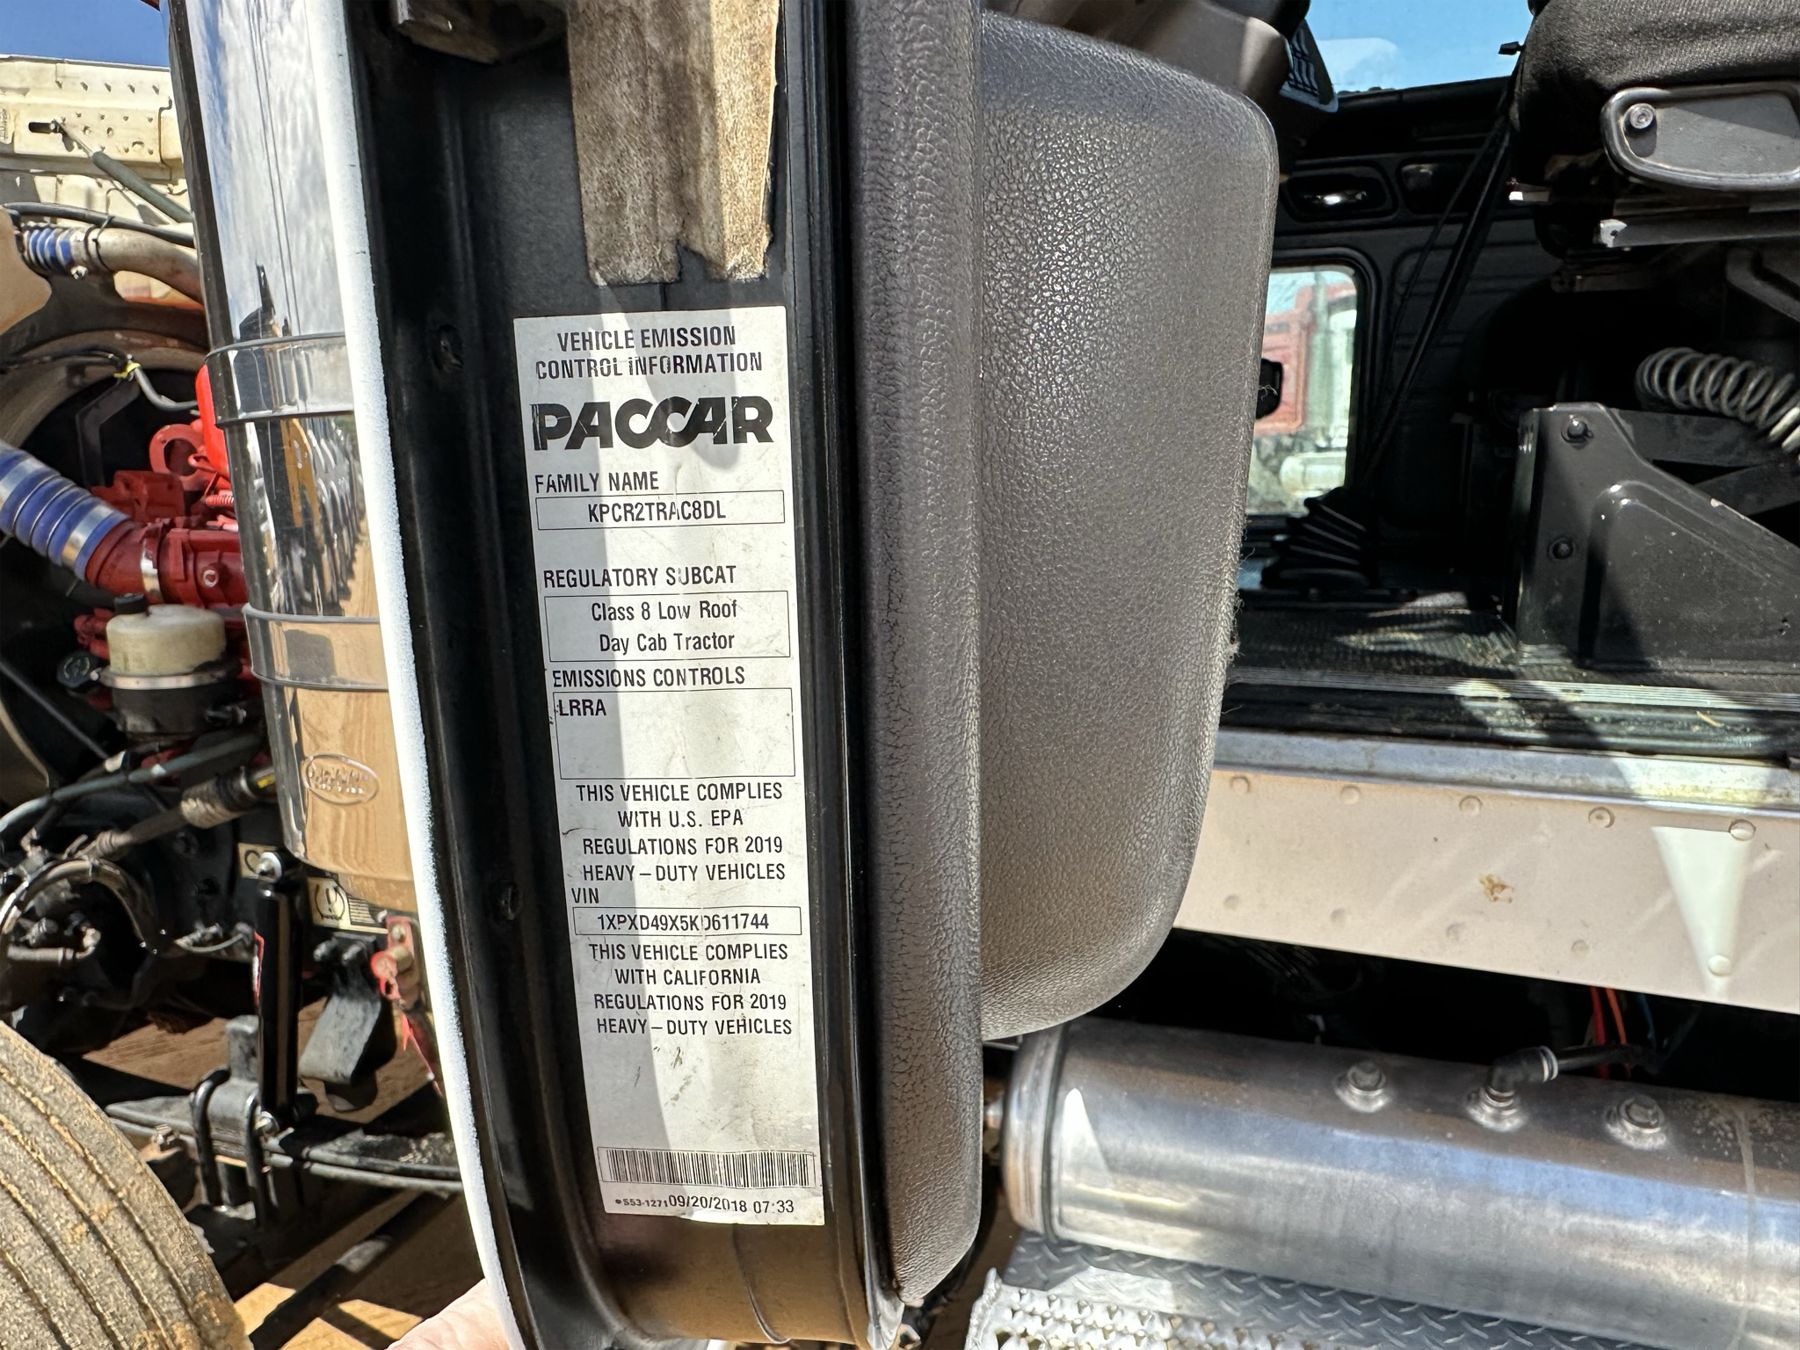 VEHICLE EMISSION
CONTROL INFORMATION
PACCAR
FAMILY NAME
KPCR2TRAC8DL
REGULATORY SUBCAT
Class 8 Low Roof
Day Cab Tractor
EMISSIONS CONTROLS
LRRA
THIS VEHICLE COMPLIES
WITH U.S. EPA
REGULATIONS FOR 2019
HEAVY-DUTY VEHICLES
VIN
1XPXD49X5KD611744
THIS VEHICLE COMPLIES
WITH CALIFORNIA
REGULATIONS FOR 2019
HEAVY-DUTY VEHICLES
S53-1271 09/20/2018 07:33